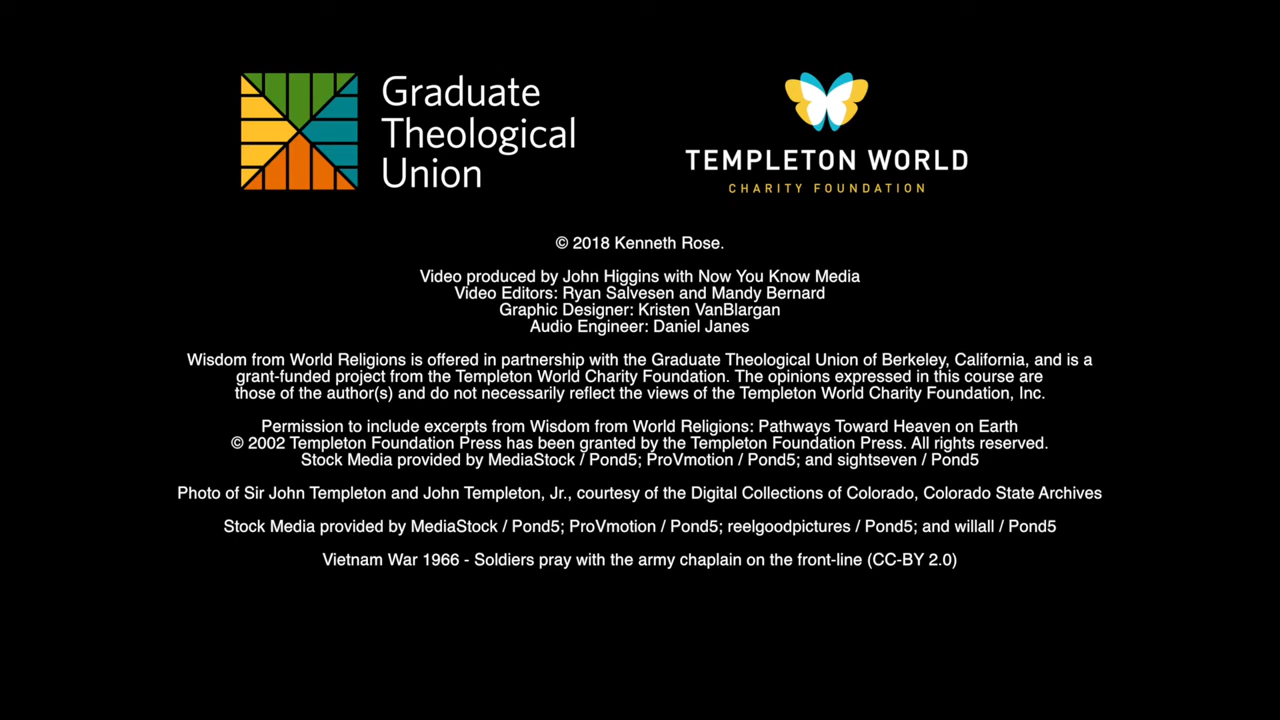 Graduate
Theological
Union
TEMPLETON WORLD
CHARITY FOUNDATION
© 2018 Kenneth Rose.
Video produced by John Higgins with Now You Know Media
Video Editors: Ryan Salvesen and Mandy Bernard
Graphic Designer: Kristen VanBlargan
Audio Engineer: Daniel Janes
Wisdom from World Religions is offered in partnership with the Graduate Theological Union of Berkeley, California, and is a
grant-funded project from the Templeton World Charity Foundation. The opinions expressed in this course are
those of the author(s) and do not necessarily reflect the views of the Templeton World Charity Foundation, Inc.
Permission to include excerpts from Wisdom from World Religions: Pathways Toward Heaven on Earth
© 2002 Templeton Foundation Press has been granted by the Templeton Foundation Press. All rights reserved.
Stock Media provided by MediaStock / Pond5; ProVmotion / Pond5; and sightseven / Pond5
Photo of Sir John Templeton and John Templeton, Jr., courtesy of the Digital Collections of Colorado, Colorado State Archives
Stock Media provided by MediaStock / Pond5; ProVmotion / Pond5; reelgoodpictures / Pond5; and willall / Pond5
Vietnam War 1966 - Soldiers pray with the army chaplain on the front-line (CC-BY 2.0)